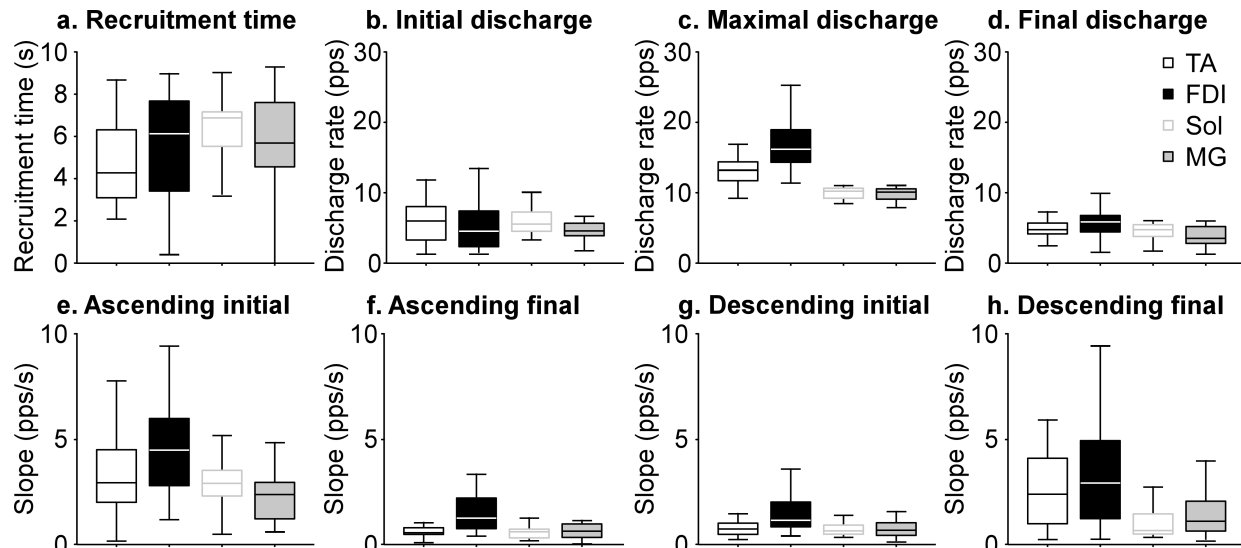 a. Recruitment time
Recruitment time (s)
10
8
6
4
2
0
b. Initial discharge
Discharge rate (pps)
30
20
10
0
c. Maximal discharge
Discharge rate (pps)
30
20
10
0
d. Final discharge
Discharge rate (pps)
30
20
10
0
TA
FDI
Sol
MG
e. Ascending initial
Slope (pps/s)
10
5
0
f. Ascending final
Slope (pps/s)
10
5
0
g. Descending initial
Slope (pps/s)
10
5
0
h. Descending final
Slope (pps/s)
10
5
0